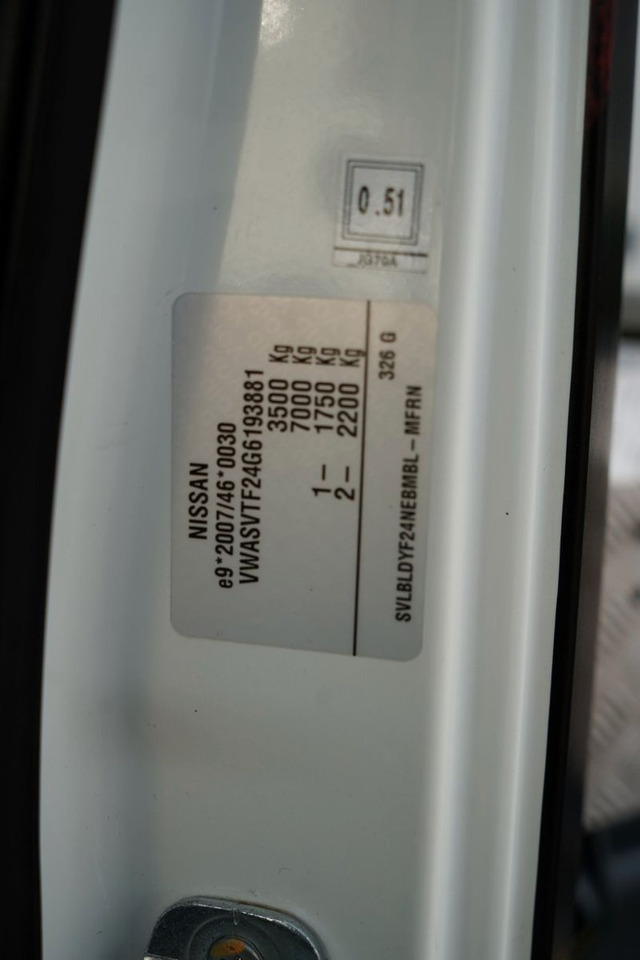 0.51
JG70A
NISSAN
e9*2007/46*0030
VWASVTF24G6193881
3500 Kg
7000 Kg
1- 1750 Kg
2- 2200 Kg
326 G
SVLBLDYF24NEBMBL-MFRN